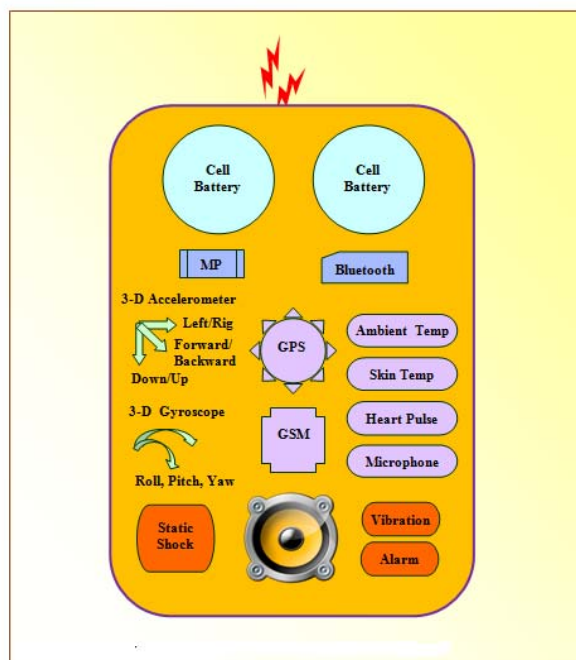 Cell
Battery
Cell
Battery
MP
Bluetooth
3-D Accelerometer
Left/Rig
Forward/
Backward
Down/Up
GPS
Ambient Temp
Skin Temp
3-D Gyroscope
Roll, Pitch, Yaw
GSM
Heart Pulse
Microphone
Static
Shock
Vibration
Alarm